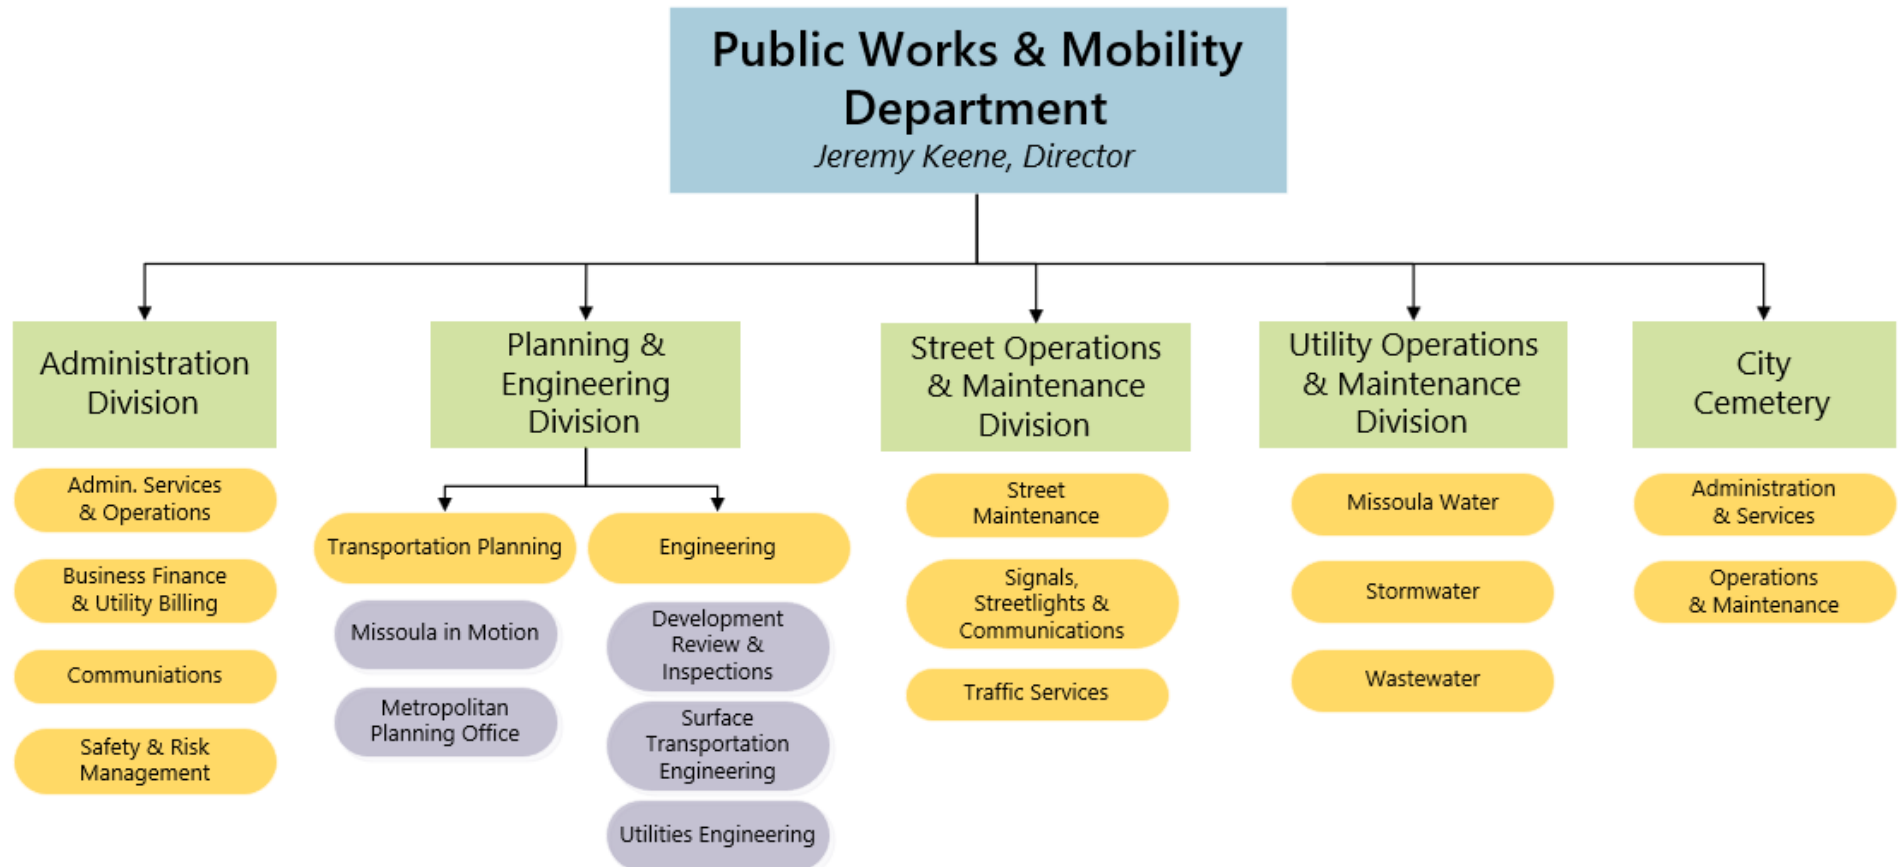 Public Works & Mobility
Department
Jeremy Keene, Director
Administration
Division
Admin. Services
& Operations
Business Finance
& Utility Billing
Communiations
Safety & Risk
Management
Planning &
Engineering
Division
Transportation Planning
Missoula in Motion
Metropolitan
Planning Office
Engineering
Development
Review &
Inspections
Surface
Transportation
Engineering
Utilities Engineering
Street Operations
& Maintenance
Division
Street
Maintenance
Signals,
Streetlights &
Communications
Traffic Services
Utility Operations
& Maintenance
Division
Missoula Water
Stormwater
Wastewater
City
Cemetery
Administration
& Services
Operations
& Maintenance